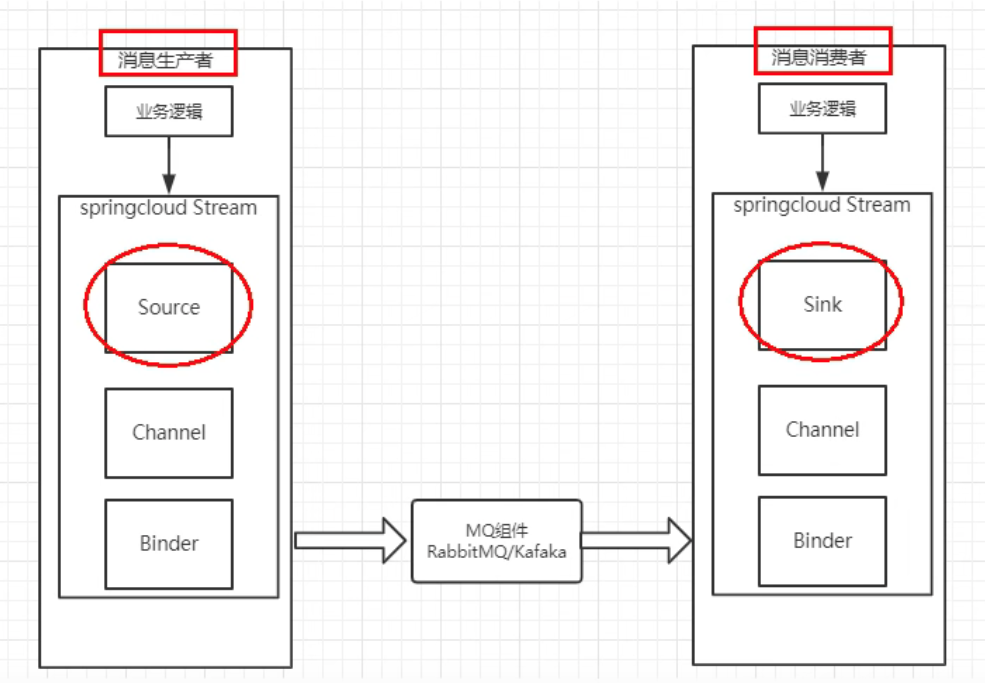 消息生产者
业务逻辑
springcloud Stream
Source
Channel
Binder
MQ组件
RabbitMQ/Kafaka
消息消费者
业务逻辑
springcloud Stream
Sink
Channel
Binder